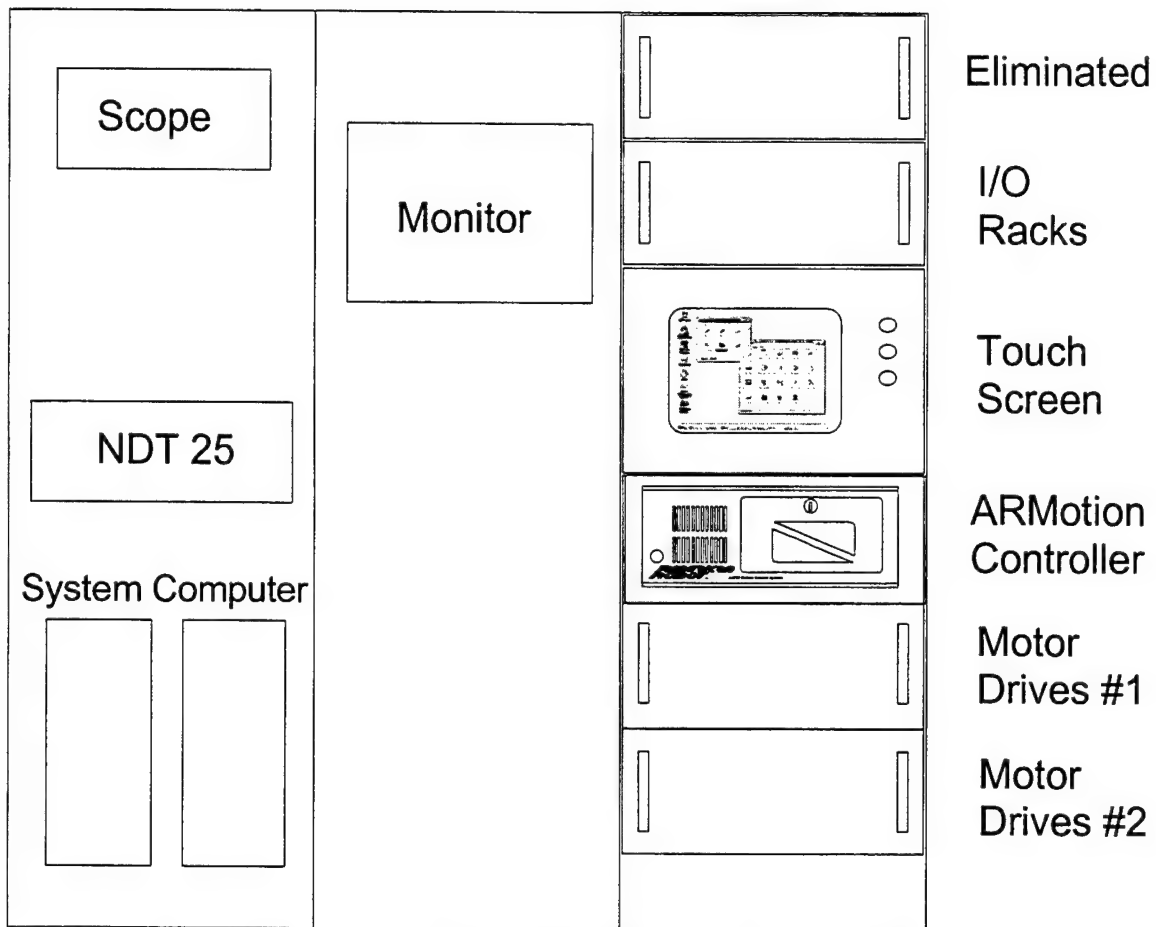 Scope
Monitor
NDT 25
System Computer
Eliminated
I/O
Racks
Touch
Screen
ARMotion
Controller
Motor
Drives #1
Motor
Drives #2